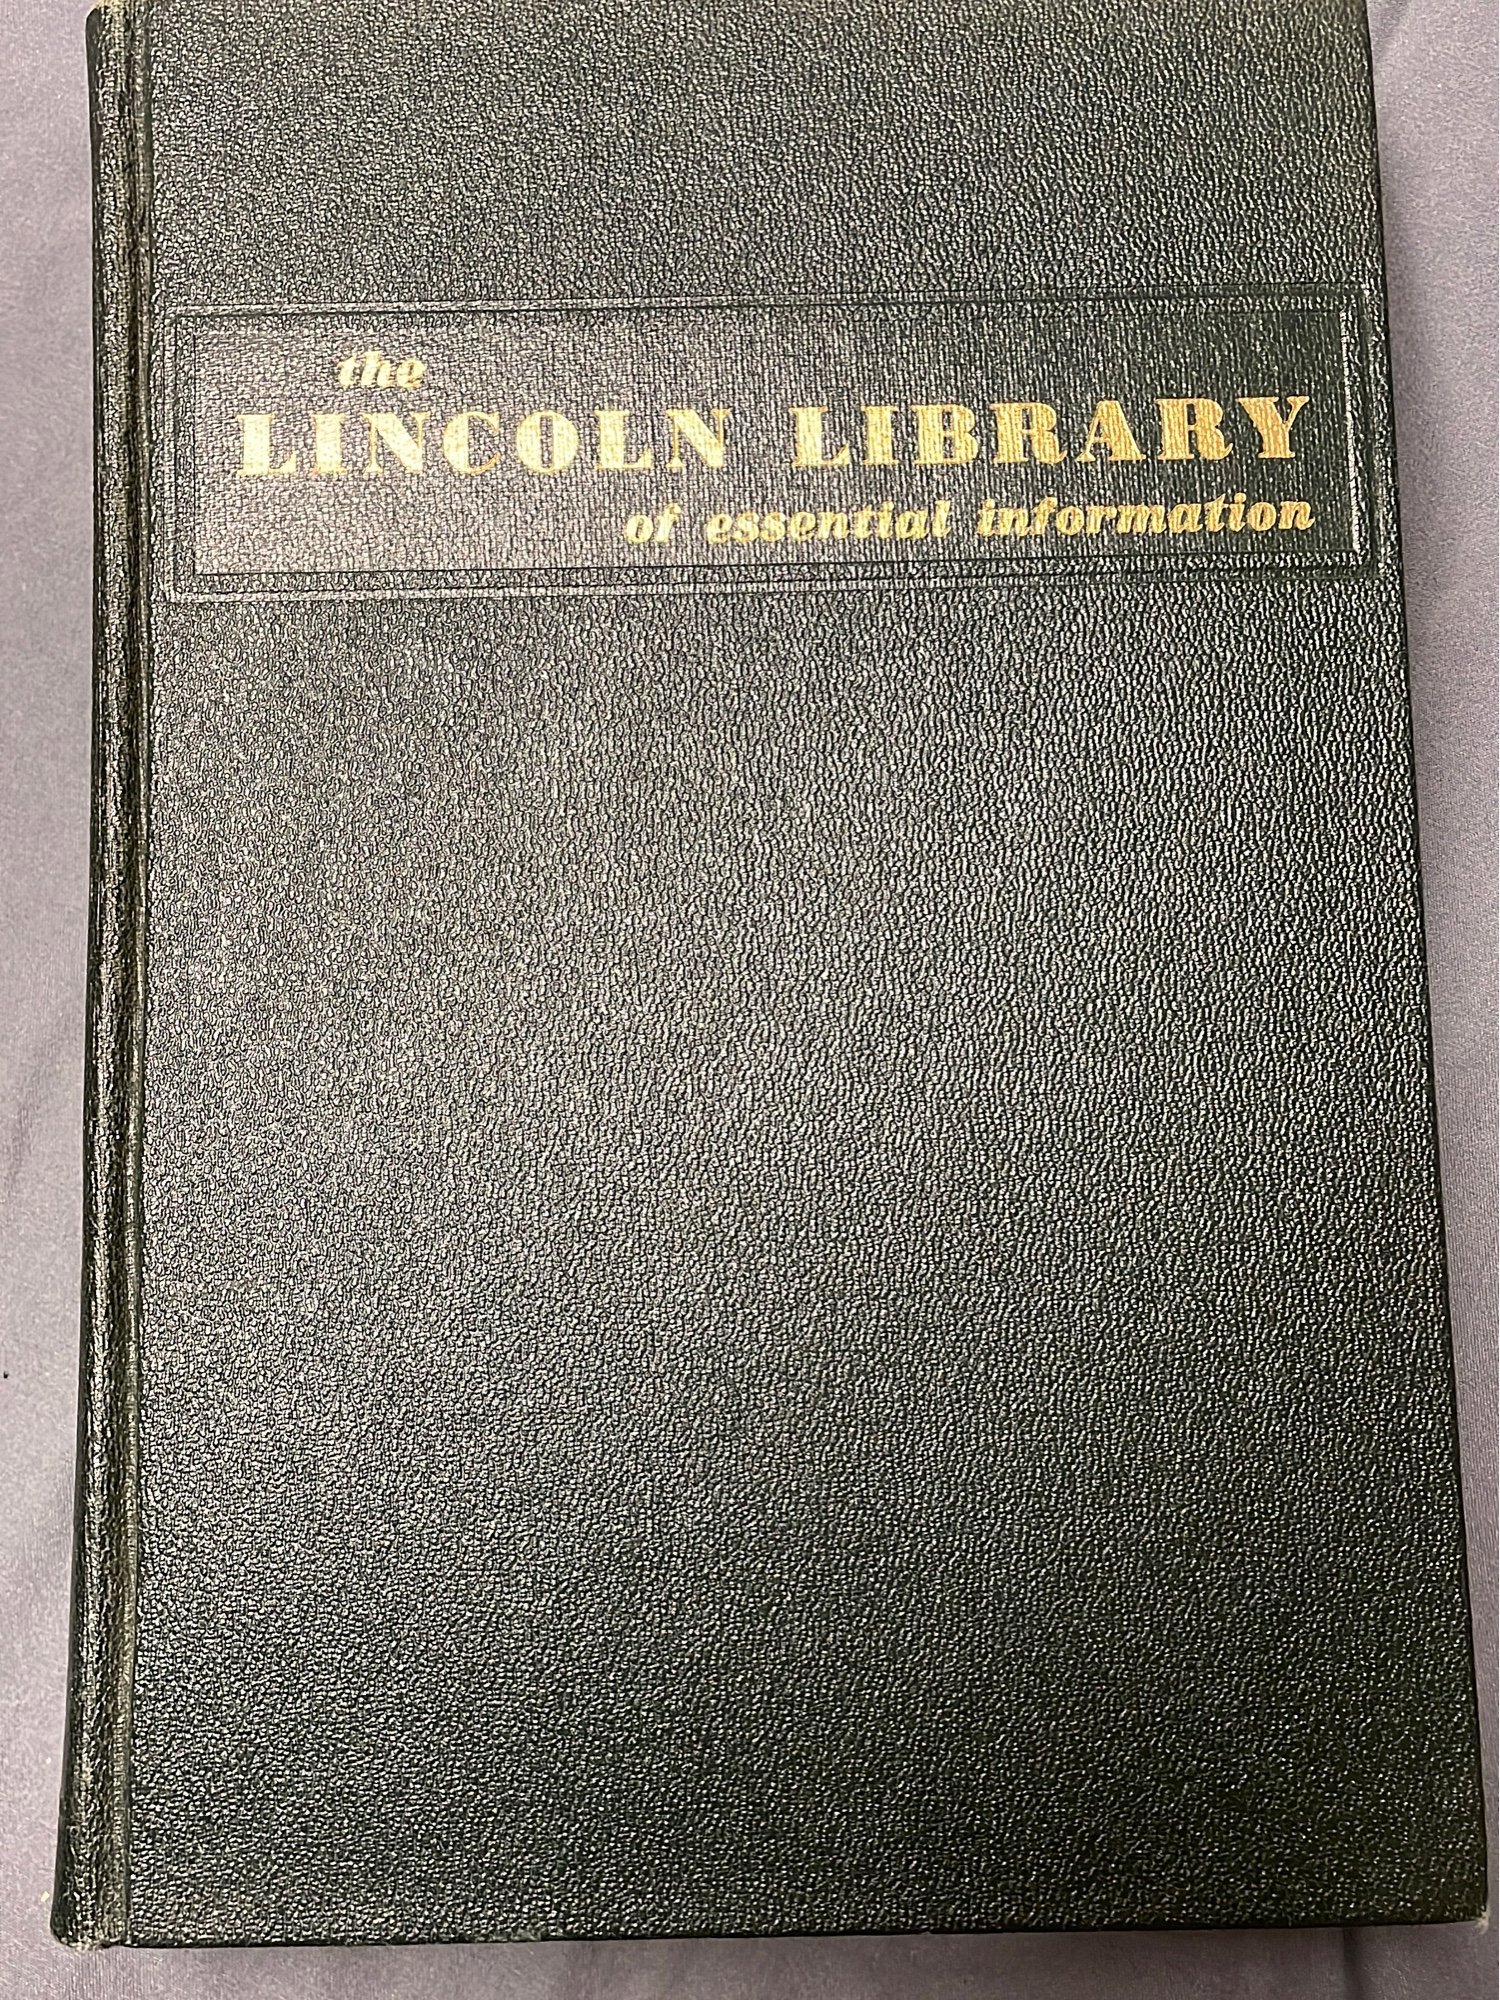 the
LINCOLN LIBRARY
of essential information